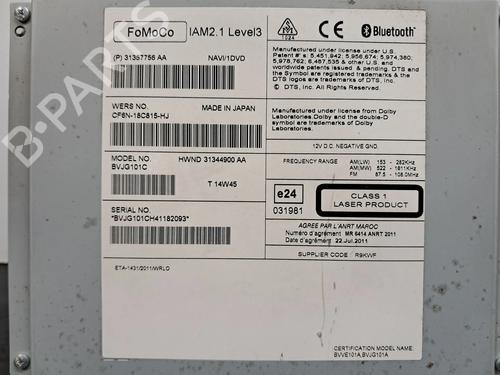 FoMoCo
IAM2.1 Level3
(P) 31357756 AA
NAVI/1DVD
WERS NO.
MADE IN JAPAN
CF6N-18C815-HJ
MODEL NO.
HWND 31344900 AA
BVJG101C
T 14W45
SERIAL NO.
*BVJG101CH41182093*
ETA-1431/2011/WRLO
1024
Bluetooth
Manufactured under license under U.S.
Patent #'s: 5,451,942; 5,956,674; 5,974,380;
5,978,762; 6,487,535 & other U.S. and worldwide
patents issued & pending. DTS and
the Symbol are registered trademarks &
the DTS Logos are trademarks of DTS, Inc.
© DTS, Inc. All Rights Reserved.
Manufactured under license from Dolby
Laboratories.Dolby and the double-D
symbol are trademarks of Dolby
Laboratories.
12V D.C. NEGATIVE GND.
FREQUENCY RANGE
AM(LW) 153 - 282KHz
AM(MW) 522 - 1611KHz
FM 87.5 - 108.0MHz
e24
031981
CLASS 1
LASER PRODUCT
AGREE PAR L'ANRT MAROC
Numéro d'agrément MR 6414 ANRT 2011
Date d'agrément 22.Jul.2011
SUPPLIER CODE : R9KWF
CERTIFICATION MODEL NAME:
BVVE101A,BVJG101A
B-PARTS